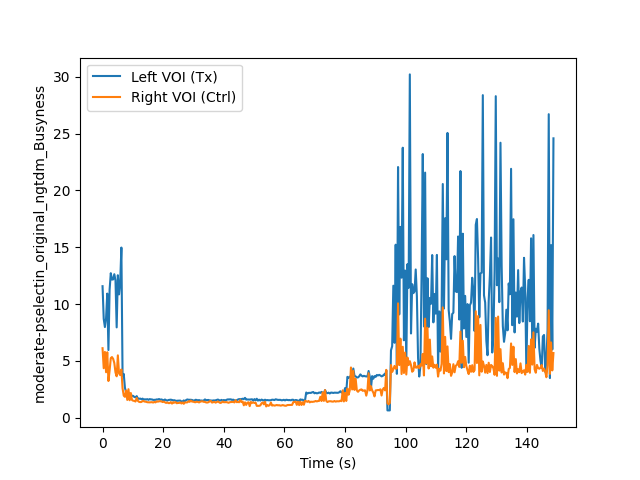 Left VOI (Tx)
Right VOI (Ctrl)
moderate-pselectin_original_ngtdm_Busyness
30
25
20
15
10
5
0
0 20 40 60 80 100 120 140
Time (s)